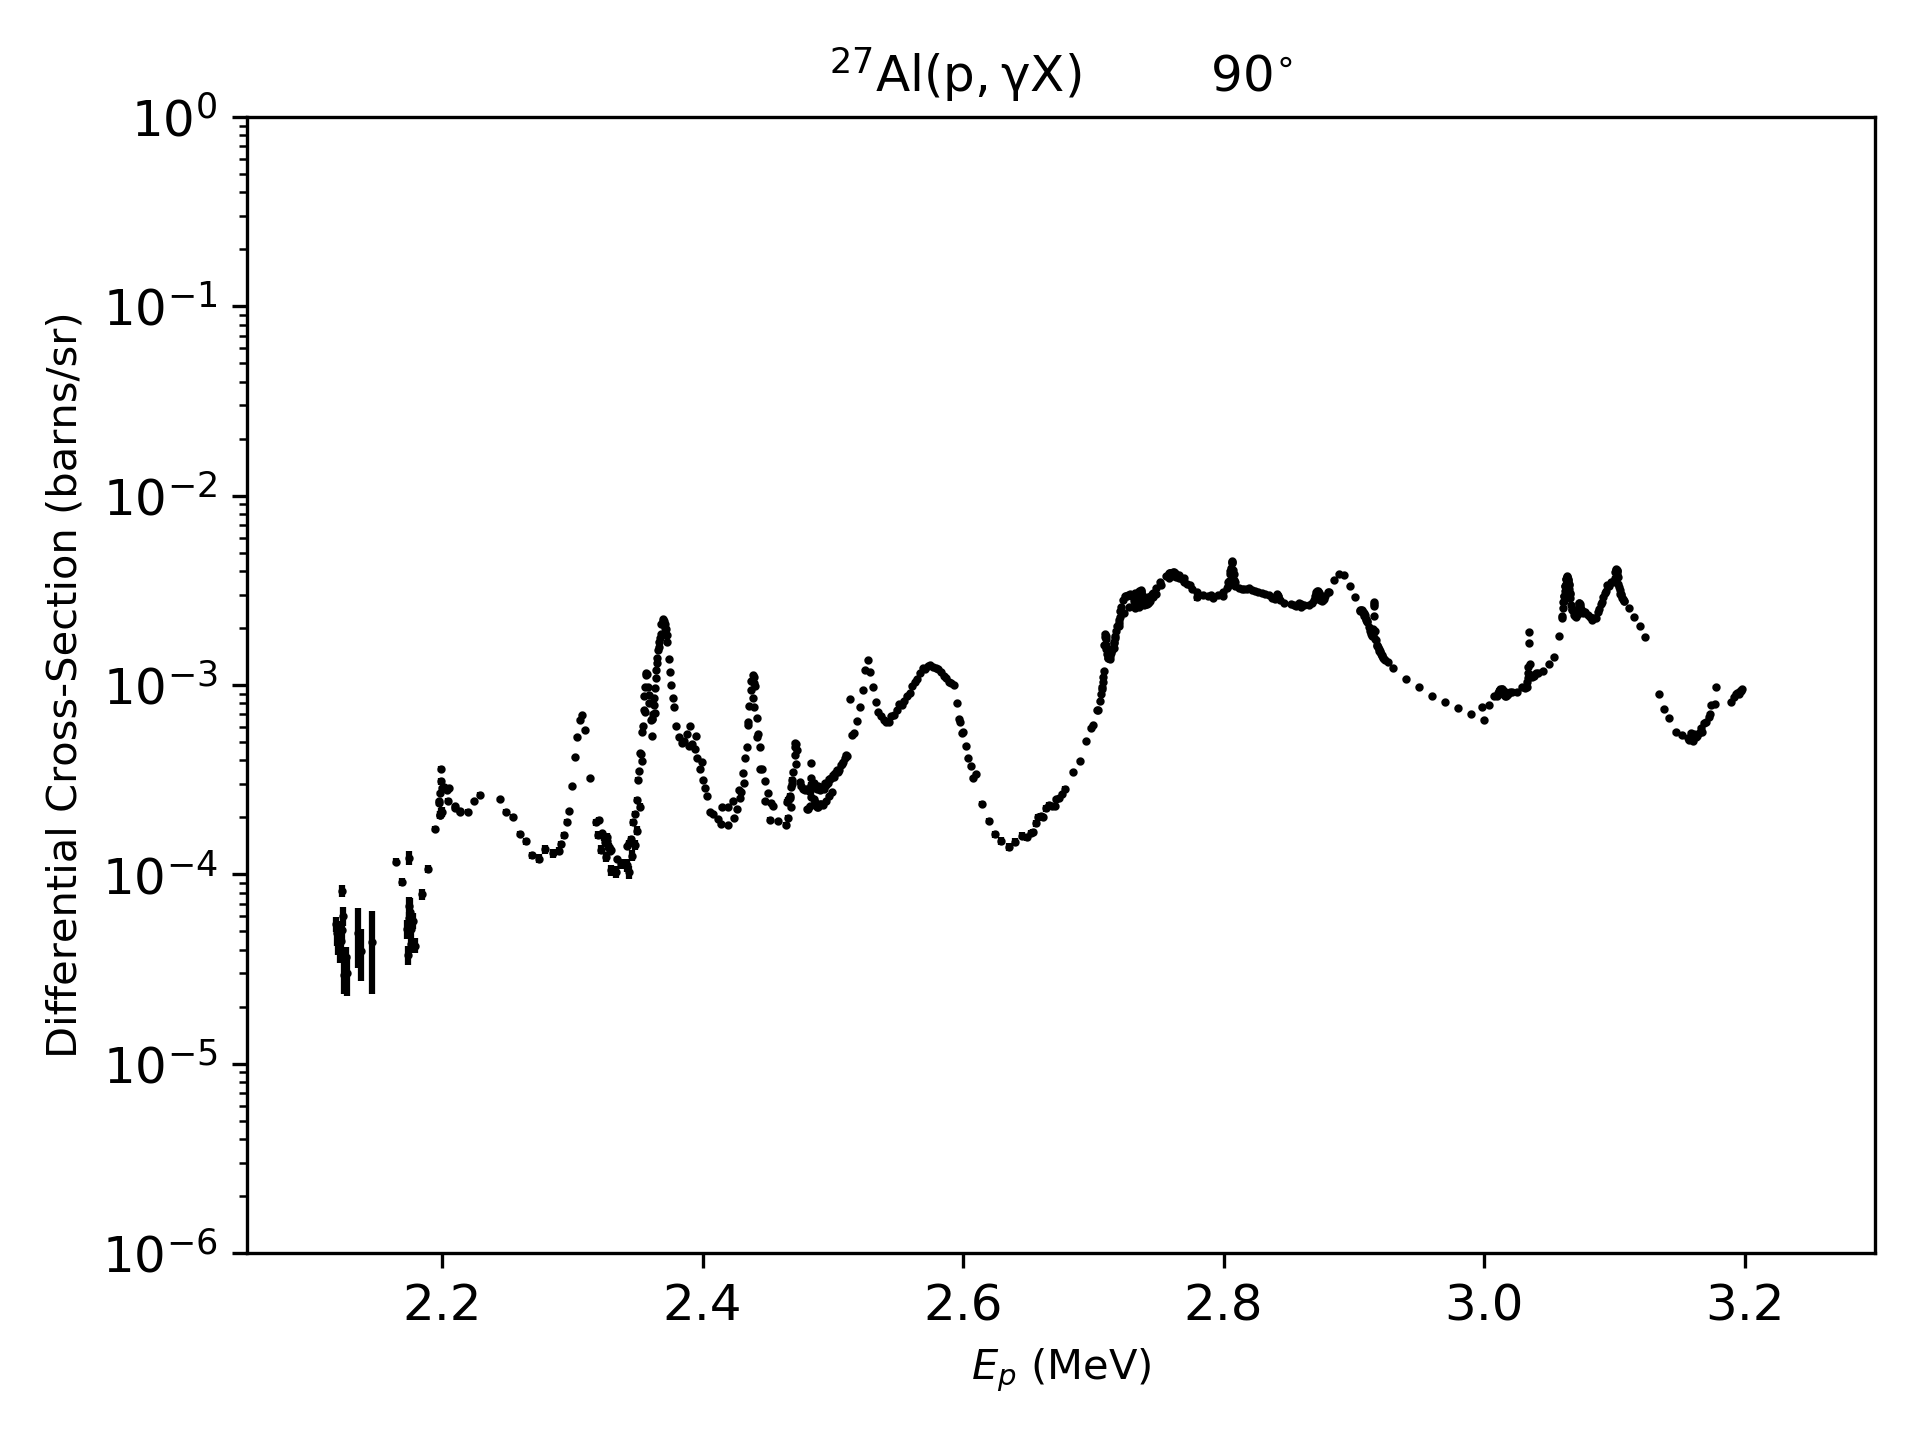 ²⁷Al(p, γX) 90°
Differential Cross-Section (barns/sr)
10⁰
10⁻¹
10⁻²
10⁻³
10⁻⁴
10⁻⁵
10⁻⁶
2.2 2.4 2.6 2.8 3.0 3.2
Eₚ (MeV)